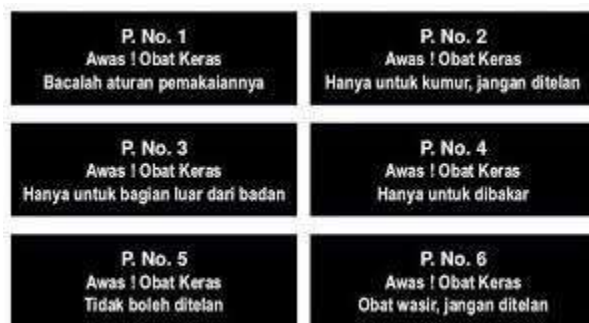 P. No. 1
Awas ! Obat Keras
Bacalah aturan pemakaiannya
P. No. 2
Awas ! Obat Keras
Hanya untuk kumur, jangan ditelan
P. No. 3
Awas ! Obat Keras
Hanya untuk bagian luar dari badan
P. No. 4
Awas ! Obat Keras
Hanya untuk dibakar
P. No. 5
Awas ! Obat Keras
Tidak boleh ditelan
P. No. 6
Awas ! Obat Keras
Obat wasir, jangan ditelan